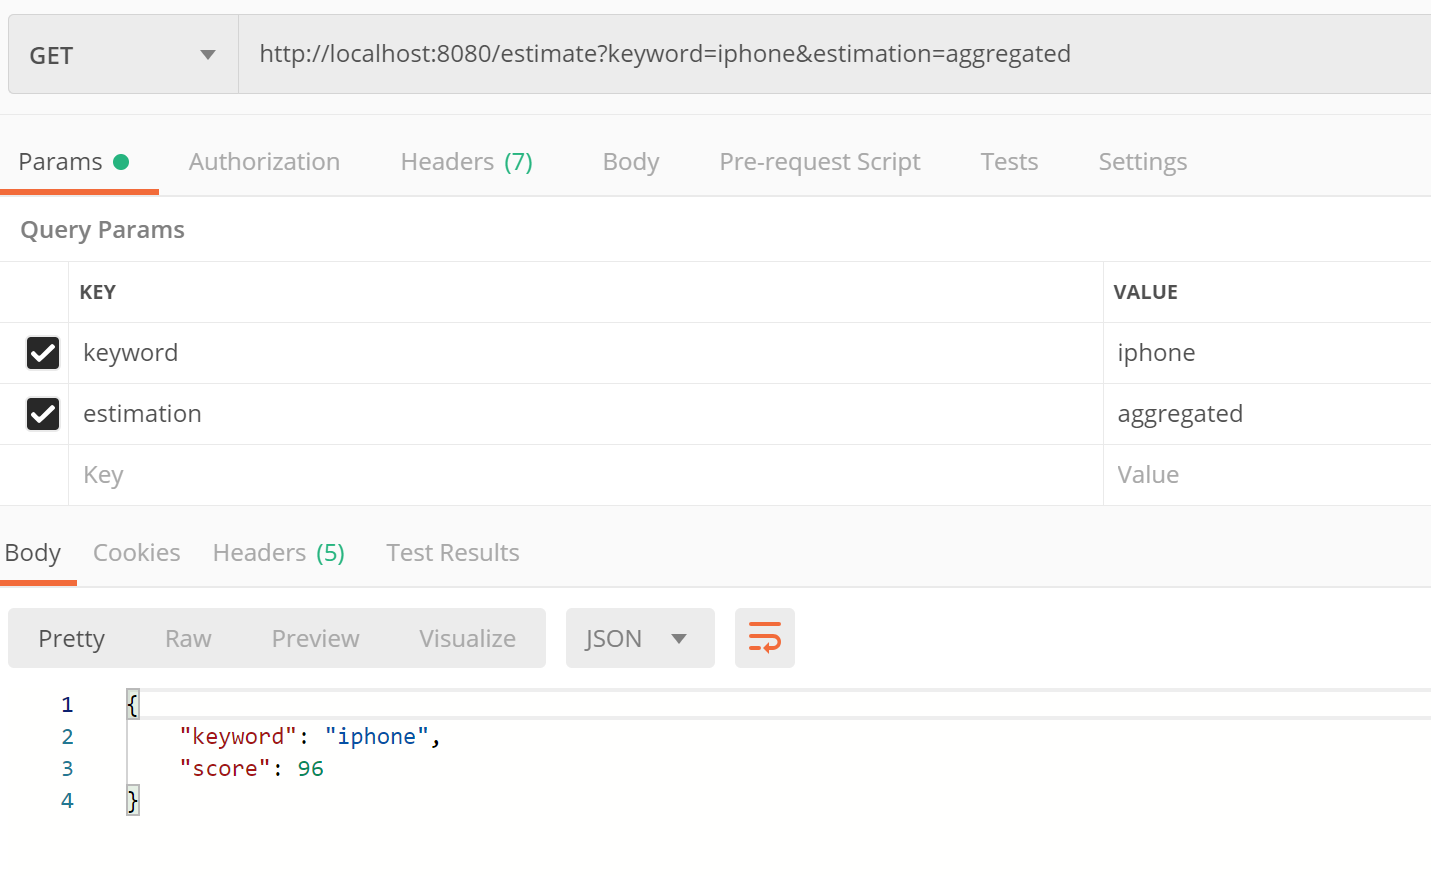 GET http://localhost:8080/estimate?keyword=iphone&estimation=aggregated
Params Authorization Headers (7) Body Pre-request Script Tests Settings
Query Params
KEY VALUE
keyword iphone
estimation aggregated
Key Value
Body Cookies Headers (5) Test Results
Pretty Raw Preview Visualize JSON
1 {
2 "keyword": "iphone",
3 "score": 96
4 }